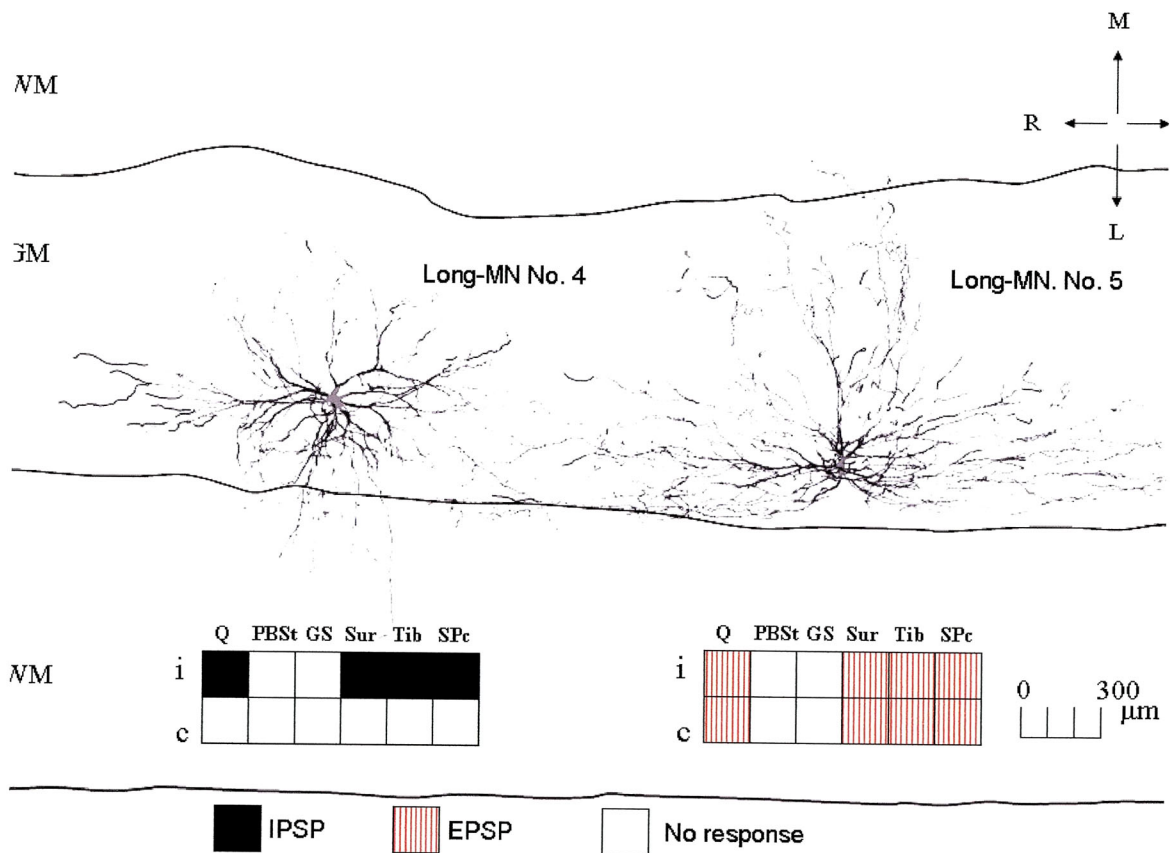 M
WM
R
L
GM
Long-MN No. 4
Long-MN. No. 5
Q PBSt GS Sur Tib SPc
i
c
Q PBSt GS Sur Tib SPc
i
c
0 300
μm
WM
IPSP
EPSP
No response